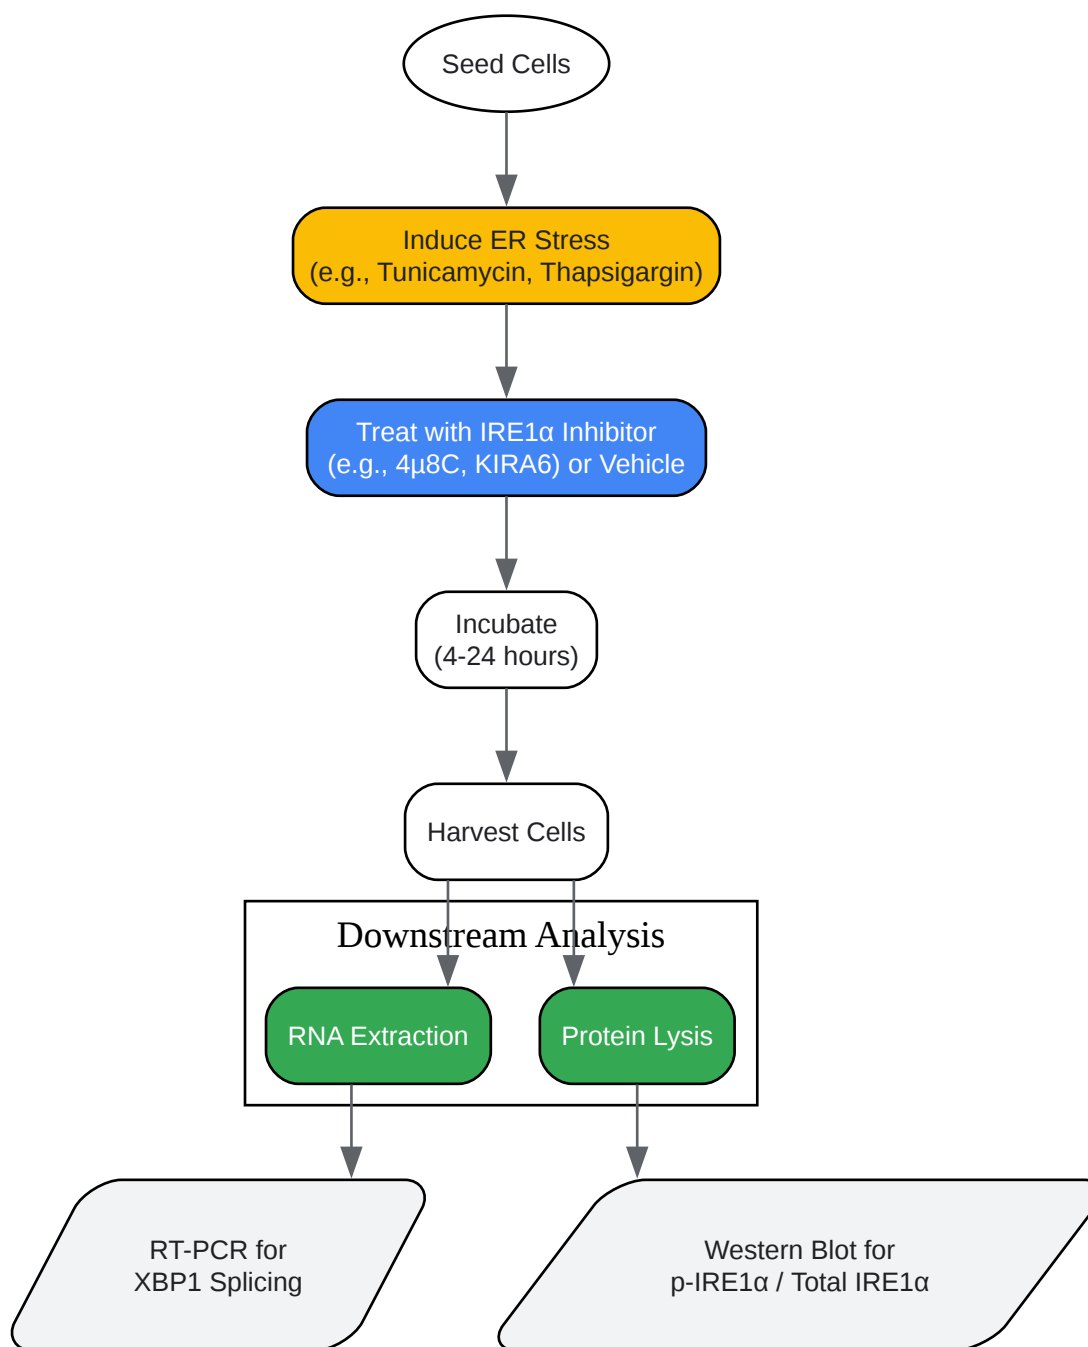 Seed Cells
Induce ER Stress
(e.g., Tunicamycin, Thapsigargin)
Treat with IRE1α Inhibitor
(e.g., 4µ8C, KIRA6) or Vehicle
Incubate
(4-24 hours)
Harvest Cells
Downstream Analysis
RNA Extraction
Protein Lysis
RT-PCR for
XBP1 Splicing
Western Blot for
p-IRE1α / Total IRE1α